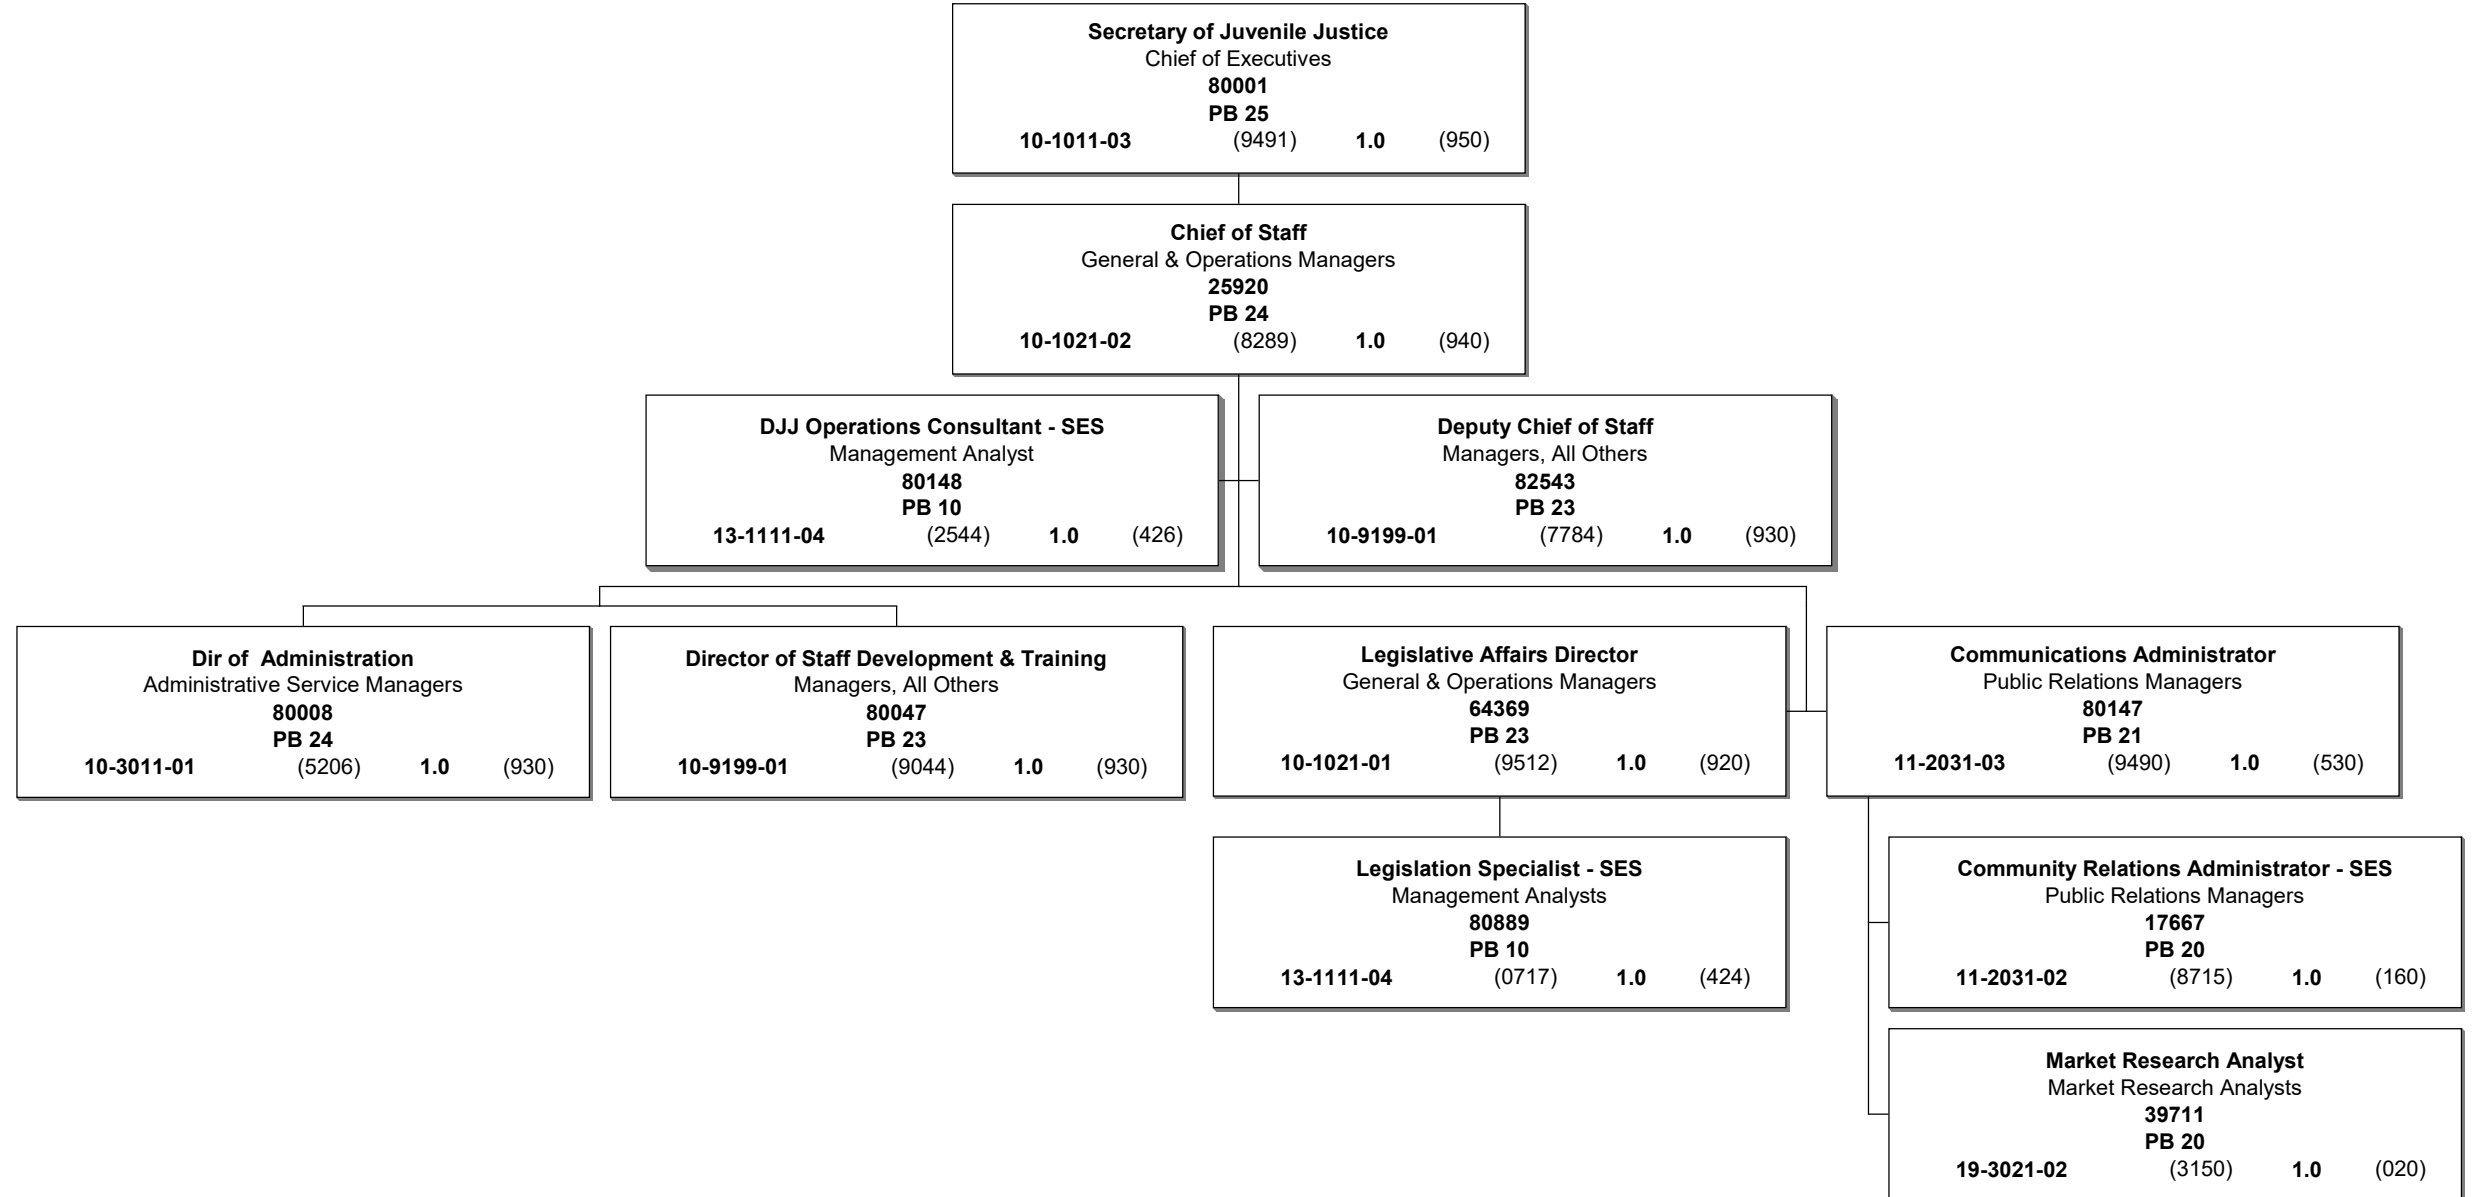 Secretary of Juvenile Justice
Chief of Executives
80001
PB 25
10-1011-03 (9491) 1.0 (950)
Chief of Staff
General & Operations Managers
25920
PB 24
10-1021-02 (8289) 1.0 (940)
DJJ Operations Consultant - SES
Management Analyst
80148
PB 10
13-1111-04 (2544) 1.0 (426)
Deputy Chief of Staff
Managers, All Others
82543
PB 23
10-9199-01 (7784) 1.0 (930)
Dir of  Administration
Administrative Service Managers
80008
PB 24
10-3011-01 (5206) 1.0 (930)
Director of Staff Development & Training
Managers, All Others
80047
PB 23
10-9199-01 (9044) 1.0 (930)
Legislative Affairs Director
General & Operations Managers
64369
PB 23
10-1021-01 (9512) 1.0 (920)
Communications Administrator
Public Relations Managers
80147
PB 21
11-2031-03 (9490) 1.0 (530)
Legislation Specialist - SES
Management Analysts
80889
PB 10
13-1111-04 (0717) 1.0 (424)
Community Relations Administrator - SES
Public Relations Managers
17667
PB 20
11-2031-02 (8715) 1.0 (160)
Market Research Analyst
Market Research Analysts
39711
PB 20
19-3021-02 (3150) 1.0 (020)